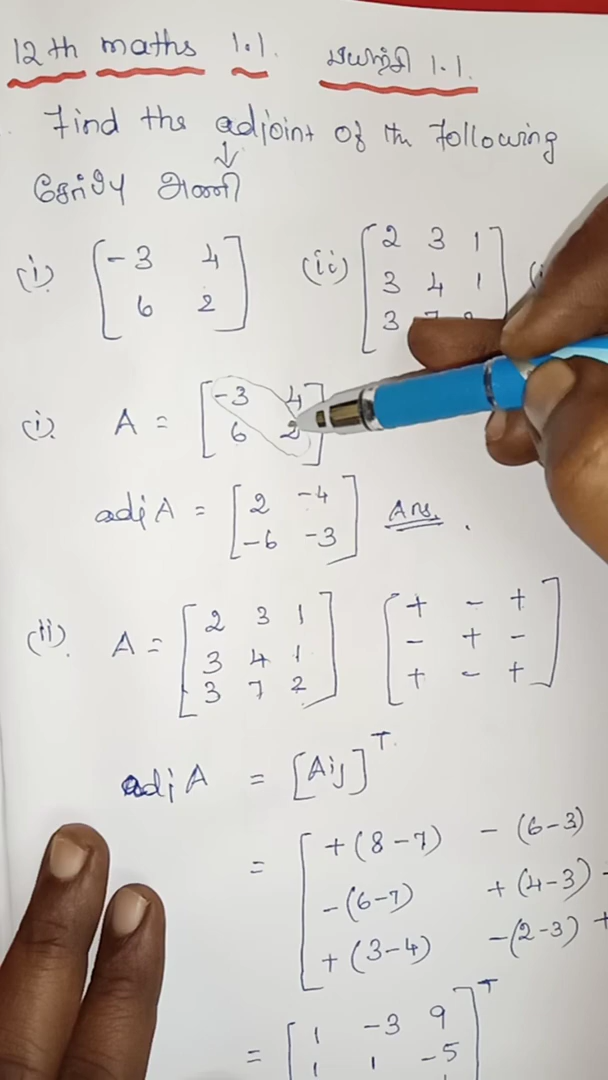 12th maths 1.1. பயிற்சி 1.1.
Find the adjoint of the following
சேர்ப்பு அணி
(i) [ -3 4 (ii) [ 2 3 1
6 2 ] 3 4 1
3
(i). A = [ -3 4
6 2 ]
adj A = [ 2 -4
-6 -3 ] Ans.
(ii). A = [ 2 3 1 [ + - +
3 4 1 - + -
3 7 2 ] + - + ]
adj A = [Aij]^T.
= [ +(8-7) -(6-3)
-(6-7) +(4-3) -
+(3-4) -(2-3) +
= [ 1 -3 9 ]^T
1 1 -5